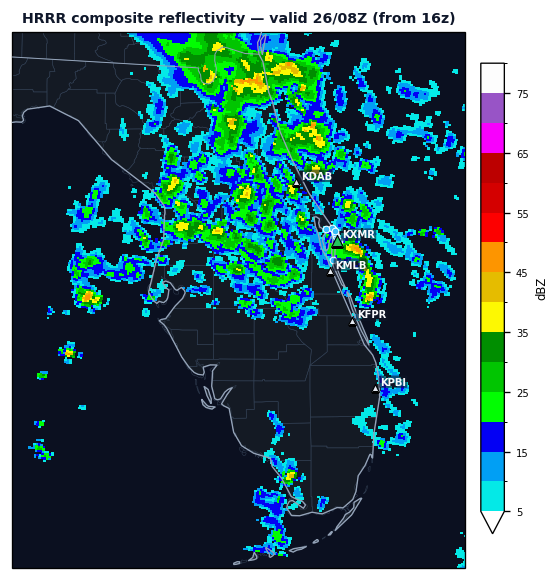 HRRR composite reflectivity — valid 26/08Z (from 16z)
KDAB
KXMR
KMLB
KFPR
KPBI
75
65
55
45
35
25
15
5
dBZ